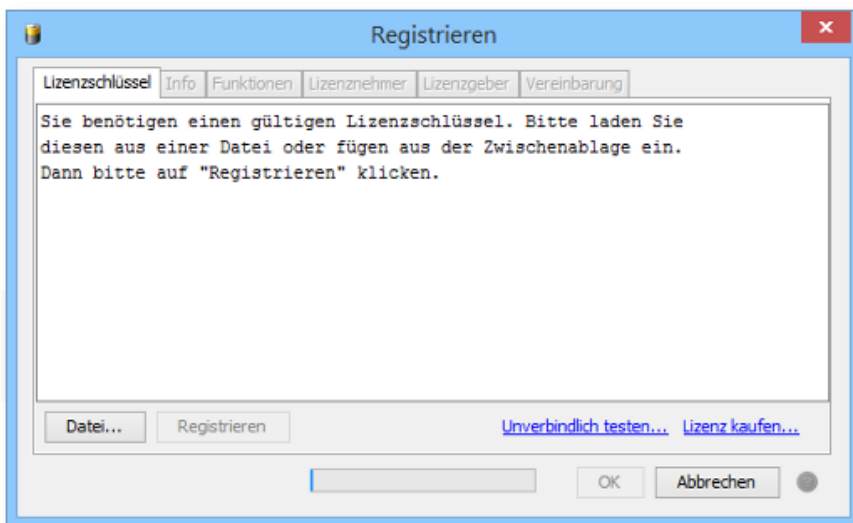 Registrieren
Lizenzschlüssel Info Funktionen Lizenznehmer Lizenzgeber Vereinbarung
Sie benötigen einen gültigen Lizenzschlüssel. Bitte laden Sie
diesen aus einer Datei oder fügen aus der Zwischenablage ein.
Dann bitte auf "Registrieren" klicken.
Datei... Registrieren Unverbindlich testen... Lizenz kaufen...
OK Abbrechen